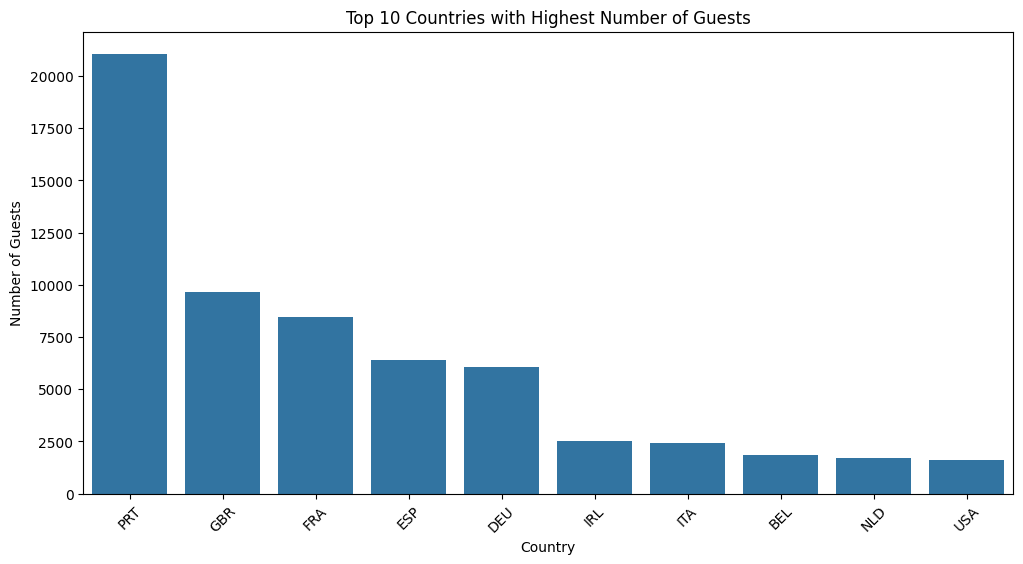 Top 10 Countries with Highest Number of Guests
Number of Guests
20000
17500
15000
12500
10000
7500
5000
2500
0
PRT
GBR
FRA
ESP
DEU
IRL
ITA
BEL
NLD
USA
Country